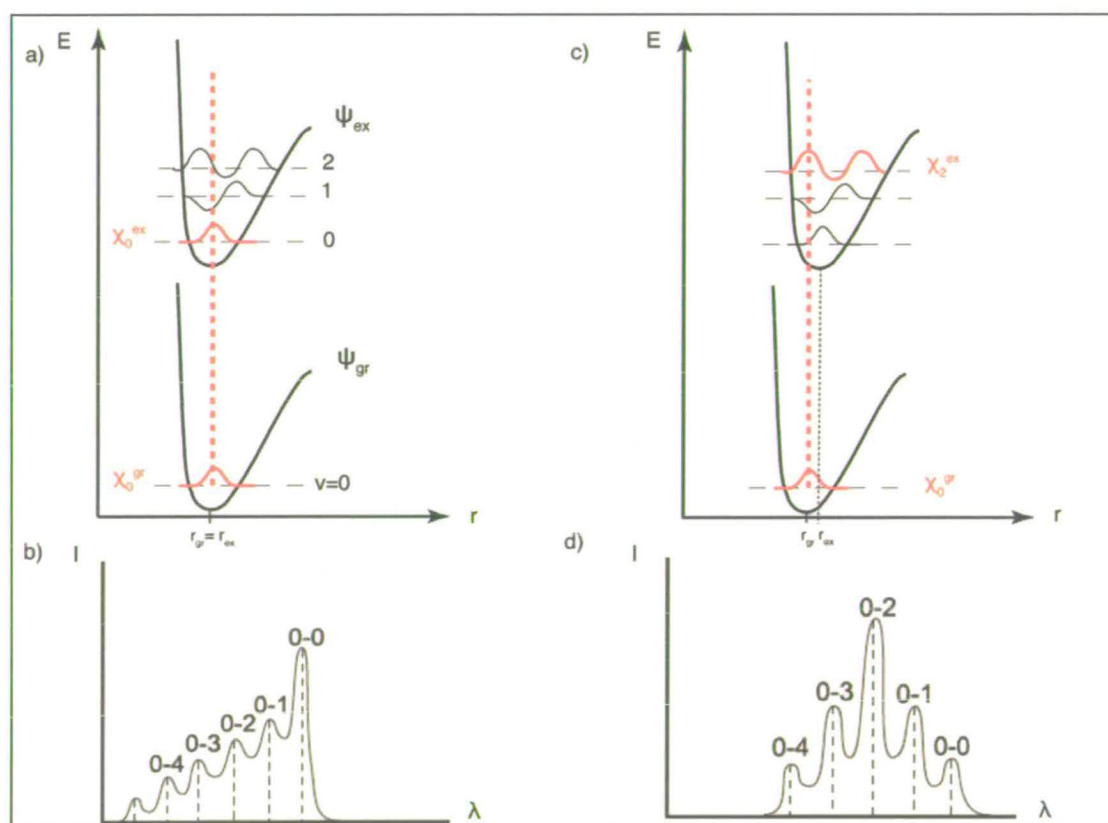 a)
E
Ψex
2
1
χ0ex
0
Ψgr
χ0gr
v=0
r
rgr = rex
c)
E
χ2ex
χ0gr
r
rgr rex
b)
I
0-0
0-1
0-2
0-3
0-4
λ
d)
I
0-2
0-3
0-1
0-4
0-0
λ